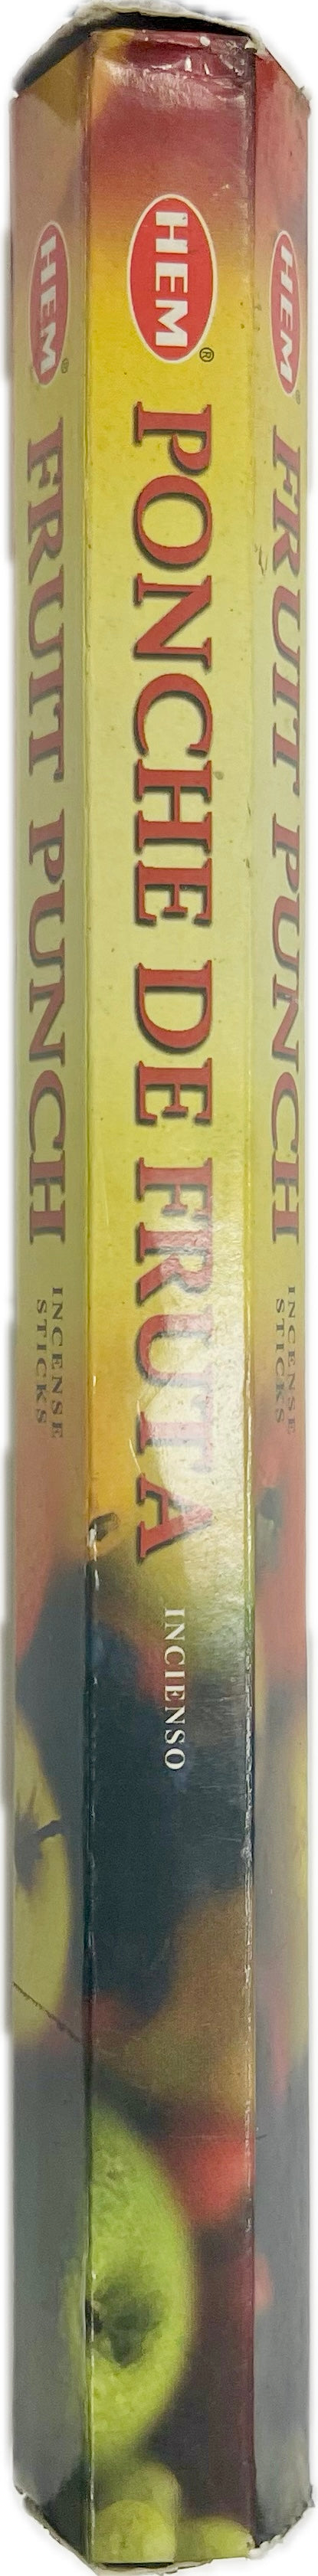 HEM®
FRUIT PUNCH
INCENSE
STICKS
HEM®
PONCHE DE FRUTA
INCIENSO
HEM®
FRUIT PUNCH
INCENSE
STICKS